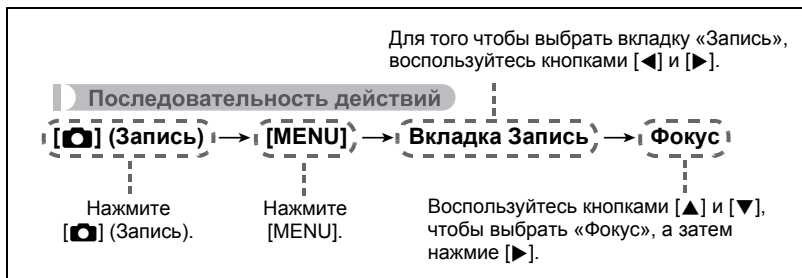 Для того чтобы выбрать вкладку «Запись»,
воспользуйтесь кнопками [◀] и [▶].
Последовательность действий
[📷] (Запись) → [MENU] → Вкладка Запись → Фокус
Нажмите
[📷] (Запись).
Нажмите
[MENU].
Воспользуйтесь кнопками [▲] и [▼],
чтобы выбрать «Фокус», а затем
нажмие [▶].